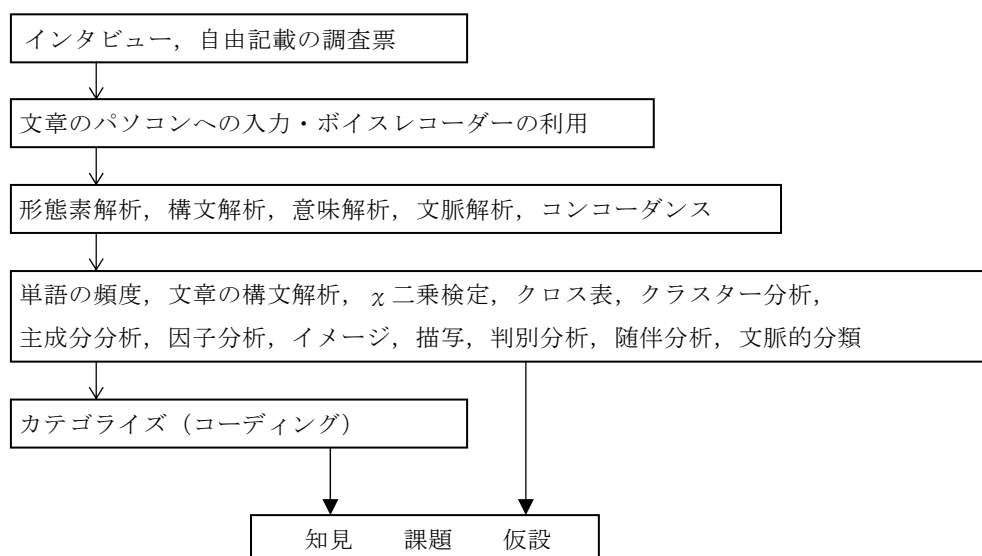 インタビュー，自由記載の調査票
文章のパソコンへの入力・ボイスレコーダーの利用
形態素解析，構文解析，意味解析，文脈解析，コンコーダンス
単語の頻度，文章の構文解析，χ二乗検定，クロス表，クラスター分析，
主成分分析，因子分析，イメージ，描写，判別分析，随伴分析，文脈的分類
カテゴライズ（コーディング）
知見　課題　仮設